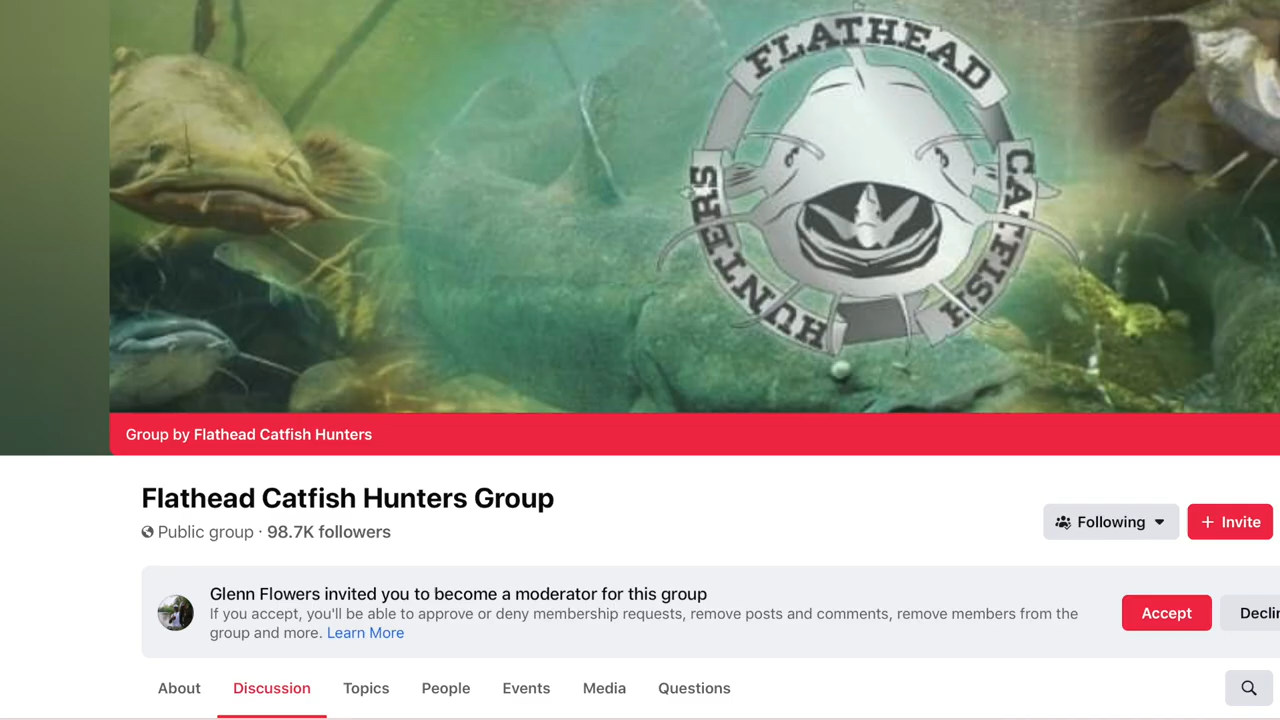 FLATHEAD
CATFISH
HUNTERS
Group by Flathead Catfish Hunters
Flathead Catfish Hunters Group
Public group · 98.7K followers
Following
+ Invite
Glenn Flowers invited you to become a moderator for this group
If you accept, you'll be able to approve or deny membership requests, remove posts and comments, remove members from the
group and more. Learn More
Accept
Declin
About Discussion Topics People Events Media Questions